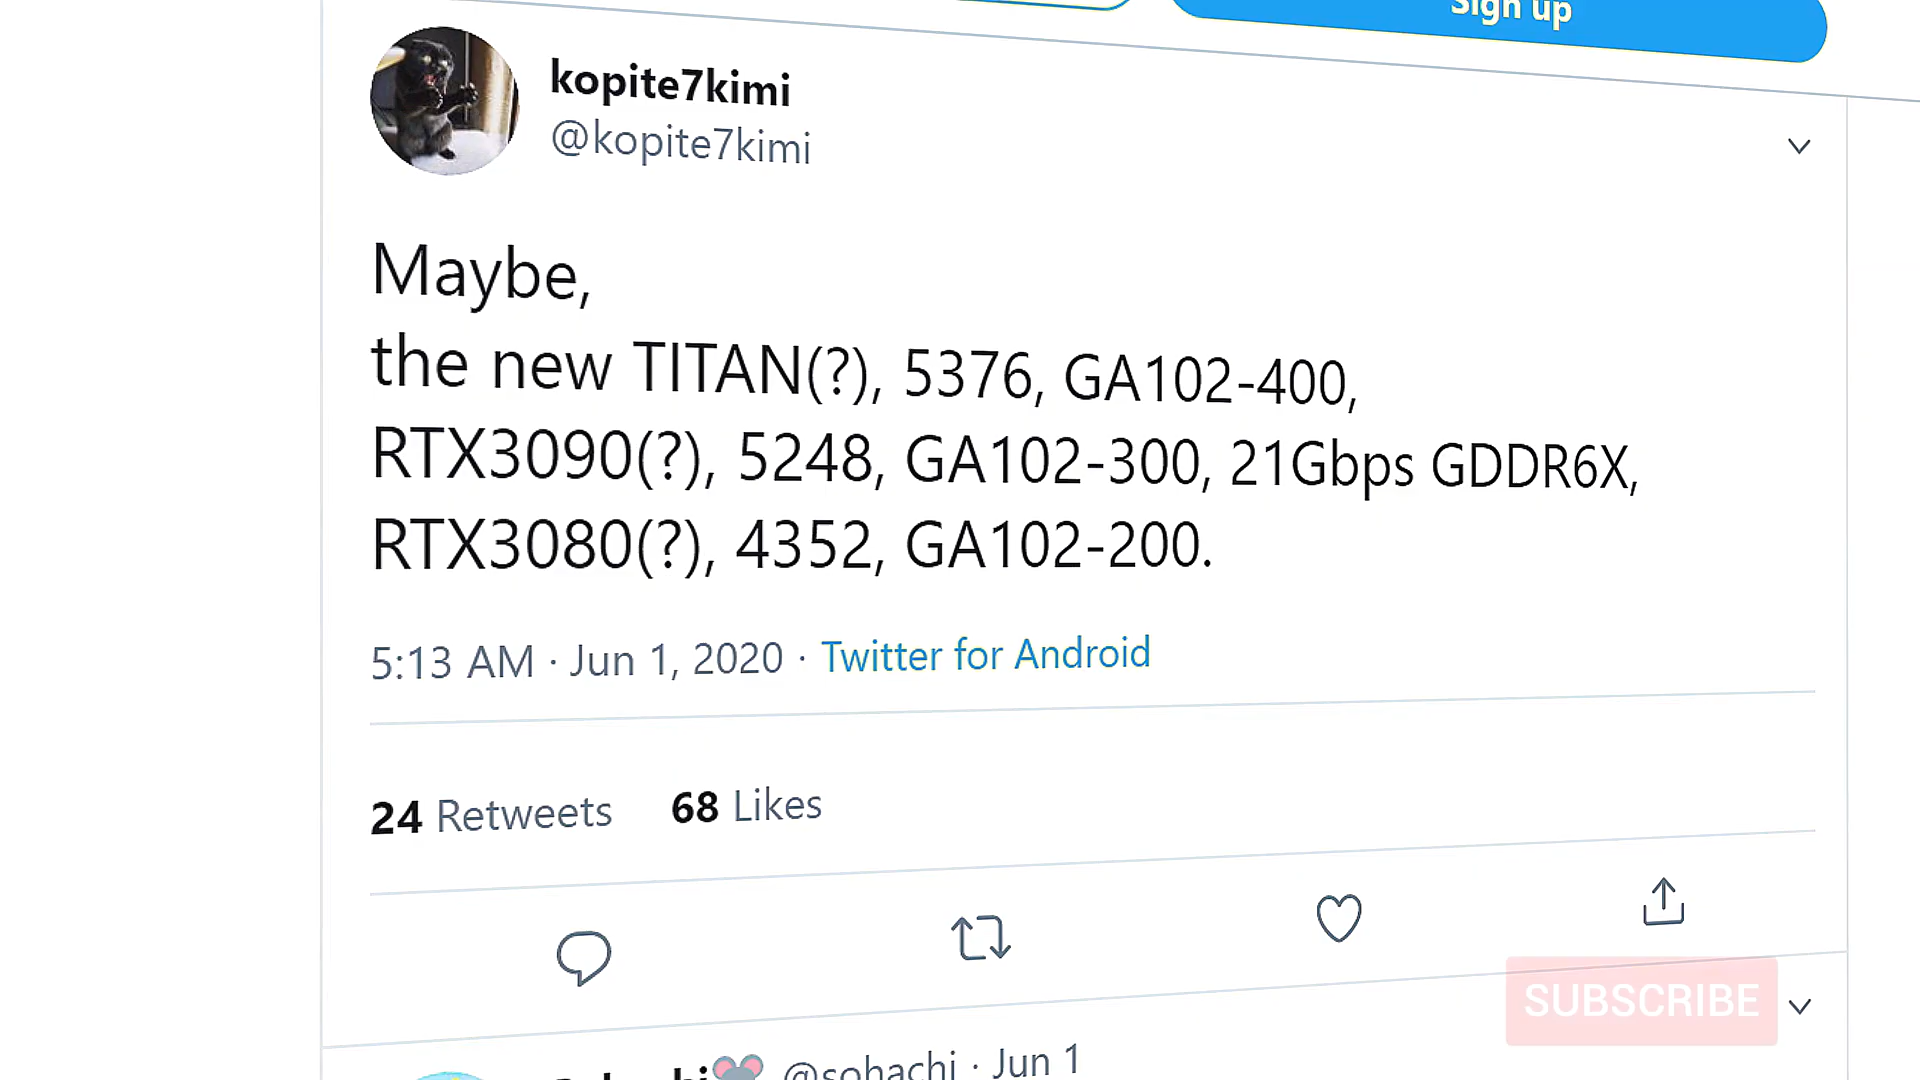 Sign up
kopite7kimi
@kopite7kimi
Maybe,
the new TITAN(?), 5376, GA102-400,
RTX3090(?), 5248, GA102-300, 21Gbps GDDR6X,
RTX3080(?), 4352, GA102-200.
5:13 AM · Jun 1, 2020 · Twitter for Android
24 Retweets 68 Likes
SUBSCRIBE
@sohachi · Jun 1